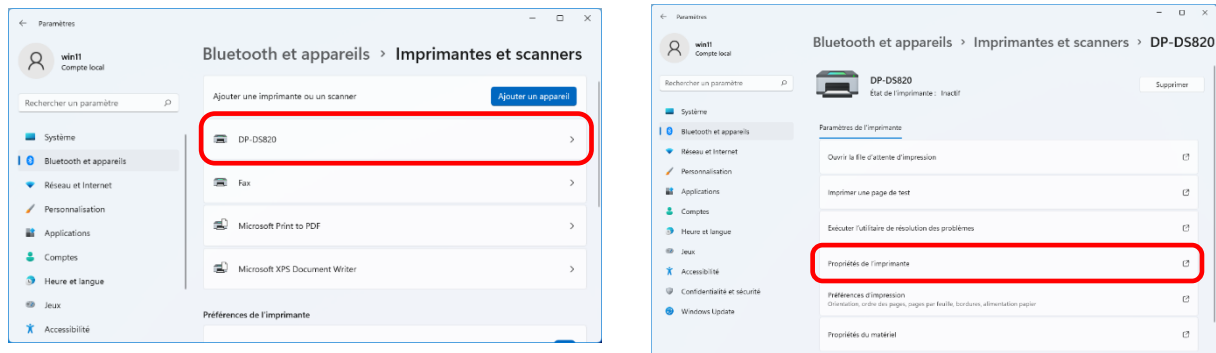 Paramètres
win11
Compte local
Rechercher un paramètre
Système
Bluetooth et appareils
Réseau et Internet
Personnalisation
Applications
Comptes
Heure et langue
Jeux
Accessibilité
Bluetooth et appareils > Imprimantes et scanners
Ajouter une imprimante ou un scanner
Ajouter un appareil
DP-DS820
Fax
Microsoft Print to PDF
Microsoft XPS Document Writer
Préférences de l'imprimante
Paramètres
win11
Compte local
Rechercher un paramètre
Système
Bluetooth et appareils
Réseau et Internet
Personnalisation
Applications
Comptes
Heure et langue
Jeux
Accessibilité
Confidentialité et sécurité
Windows Update
Bluetooth et appareils > Imprimantes et scanners > DP-DS820
DP-DS820
État de l'imprimante : Inactif
Supprimer
Paramètres de l'imprimante
Ouvrir la file d'attente d'impression
Imprimer une page de test
Exécuter l'utilitaire de résolution des problèmes
Propriétés de l'imprimante
Préférences d'impression
Orientation, ordre des pages, pages par feuille, bordures, alimentation papier
Propriétés du matériel